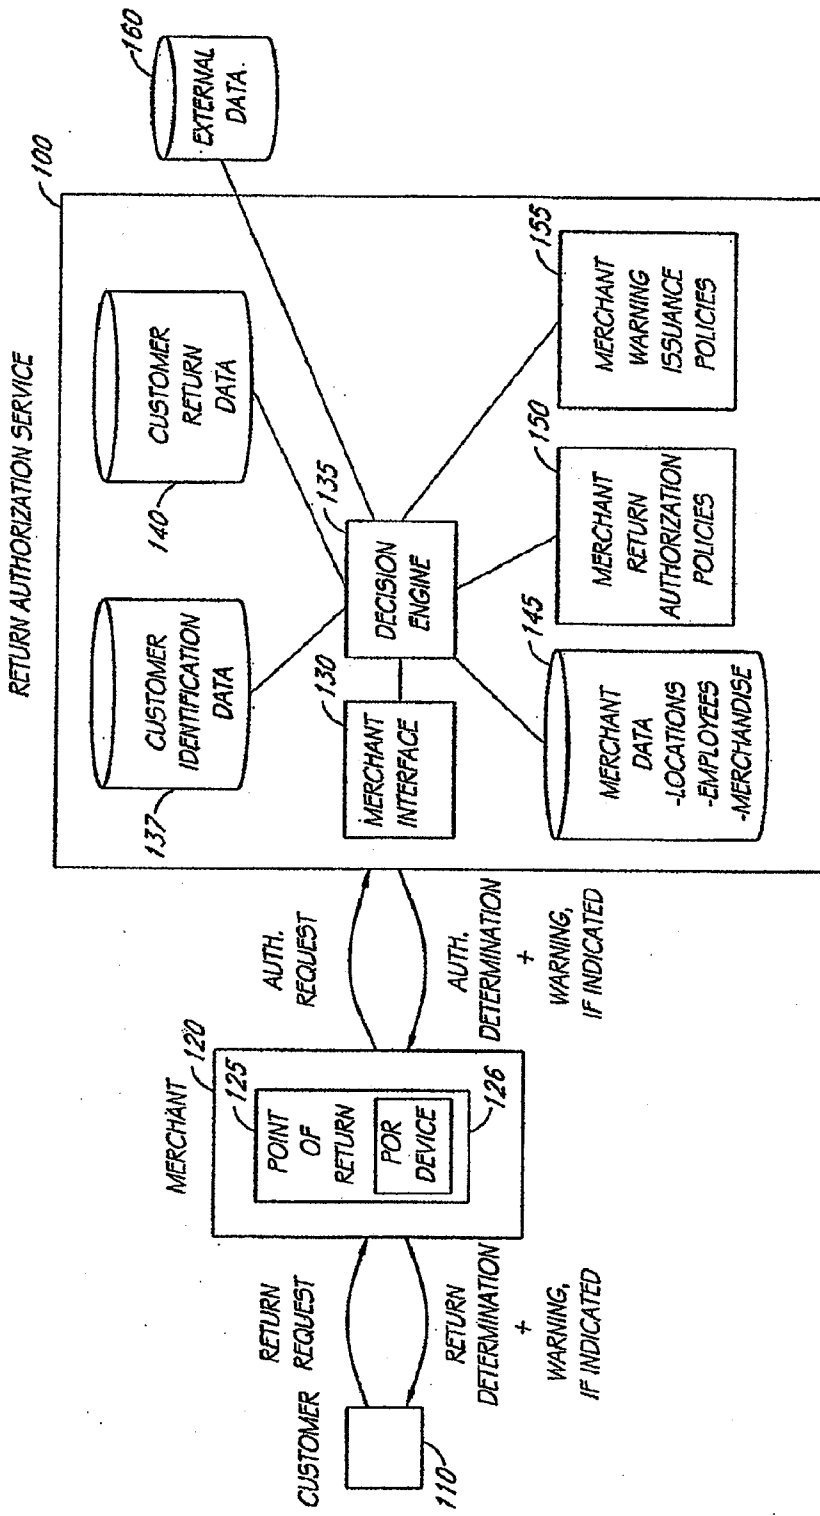 RETURN AUTHORIZATION SERVICE
100
160
EXTERNAL
DATA.
CUSTOMER
IDENTIFICATION
DATA
137
CUSTOMER
RETURN
DATA
140
MERCHANT
INTERFACE
130
DECISION
ENGINE
135
MERCHANT
DATA
-LOCATIONS
-EMPLOYEES
-MERCHANDISE
145
MERCHANT
RETURN
AUTHORIZATION
POLICIES
150
MERCHANT
WARNING
ISSUANCE
POLICIES
155
MERCHANT
120
125
POINT
OF
RETURN
POR
DEVICE
126
AUTH.
REQUEST
AUTH.
DETERMINATION
+
WARNING,
IF INDICATED
RETURN
REQUEST
CUSTOMER
110
RETURN
DETERMINATION
+
WARNING,
IF INDICATED